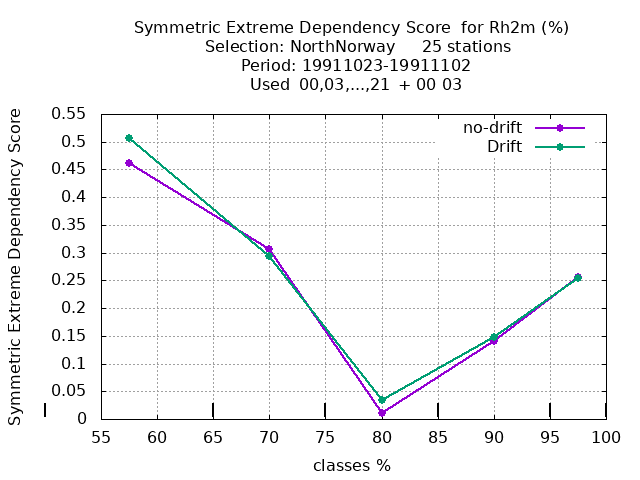 Symmetric Extreme Dependency Score for Rh2m (%)
Selection: NorthNorway 25 stations
Period: 19911023-19911102
Used 00,03,...,21 + 00 03
no-drift
Drift
Symmetric Extreme Dependency Score
0.55
0.5
0.45
0.4
0.35
0.3
0.25
0.2
0.15
0.1
0.05
0
55 60 65 70 75 80 85 90 95 100
classes %